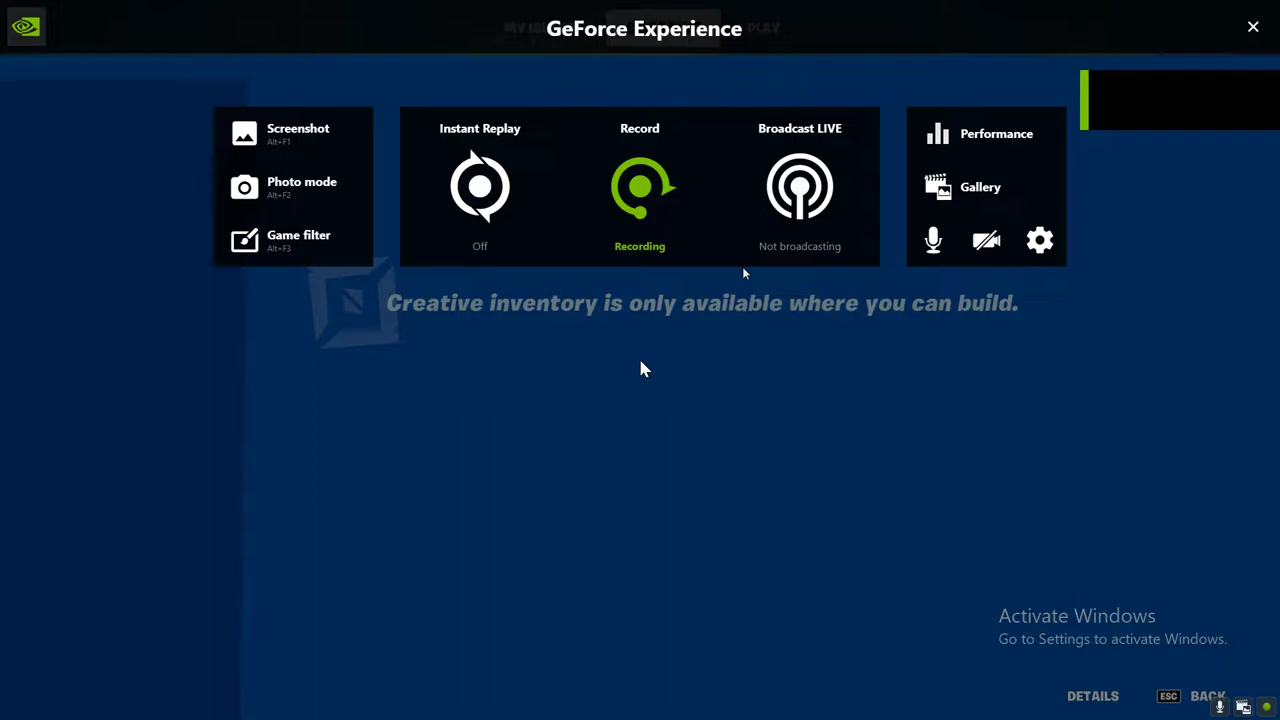 GeForce Experience
PLAY
Screenshot
Alt+F1
Photo mode
Alt+F2
Game filter
Alt+F3
Instant Replay
Off
Record
Recording
Broadcast LIVE
Not broadcasting
Performance
Gallery
Creative inventory is only available where you can build.
Activate Windows
Go to Settings to activate Windows.
DETAILS
ESC BACK